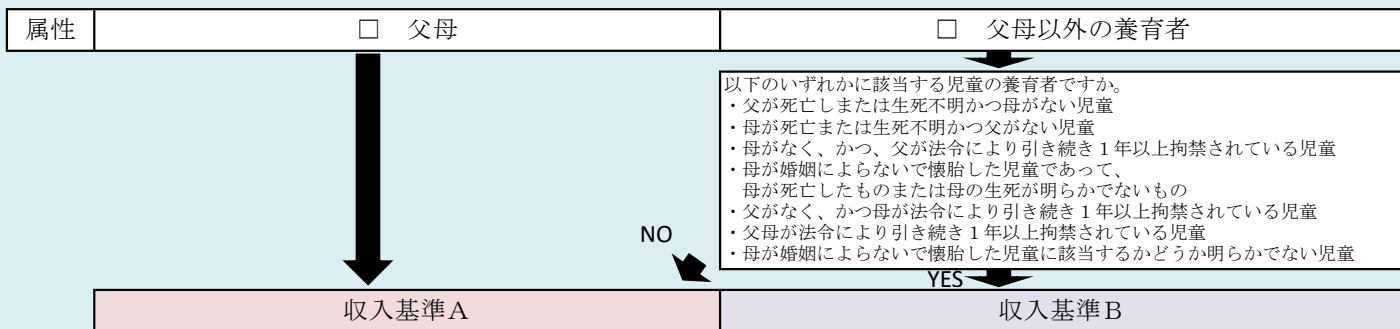 属性
□ 父母
□ 父母以外の養育者
以下のいずれかに該当する児童の養育者ですか。
・父が死亡しまたは生死不明かつ母がない児童
・母が死亡または生死不明かつ父がない児童
・母がなく、かつ、父が法令により引き続き１年以上拘禁されている児童
・母が婚姻によらないで懐胎した児童であって、
母が死亡したものまたは母の生死が明らかでないもの
・父がなく、かつ母が法令により引き続き１年以上拘禁されている児童
・父母が法令により引き続き１年以上拘禁されている児童
・母が婚姻によらないで懐胎した児童に該当するかどうか明らかでない児童
NO
YES
収入基準Ａ
収入基準Ｂ